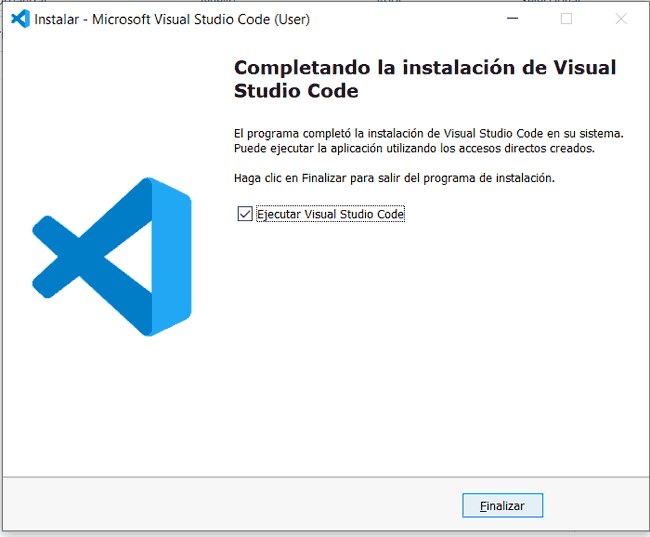 Instalar - Microsoft Visual Studio Code (User)
Completando la instalación de Visual
Studio Code
El programa completó la instalación de Visual Studio Code en su sistema.
Puede ejecutar la aplicación utilizando los accesos directos creados.
Haga clic en Finalizar para salir del programa de instalación.
Ejecutar Visual Studio Code
Finalizar